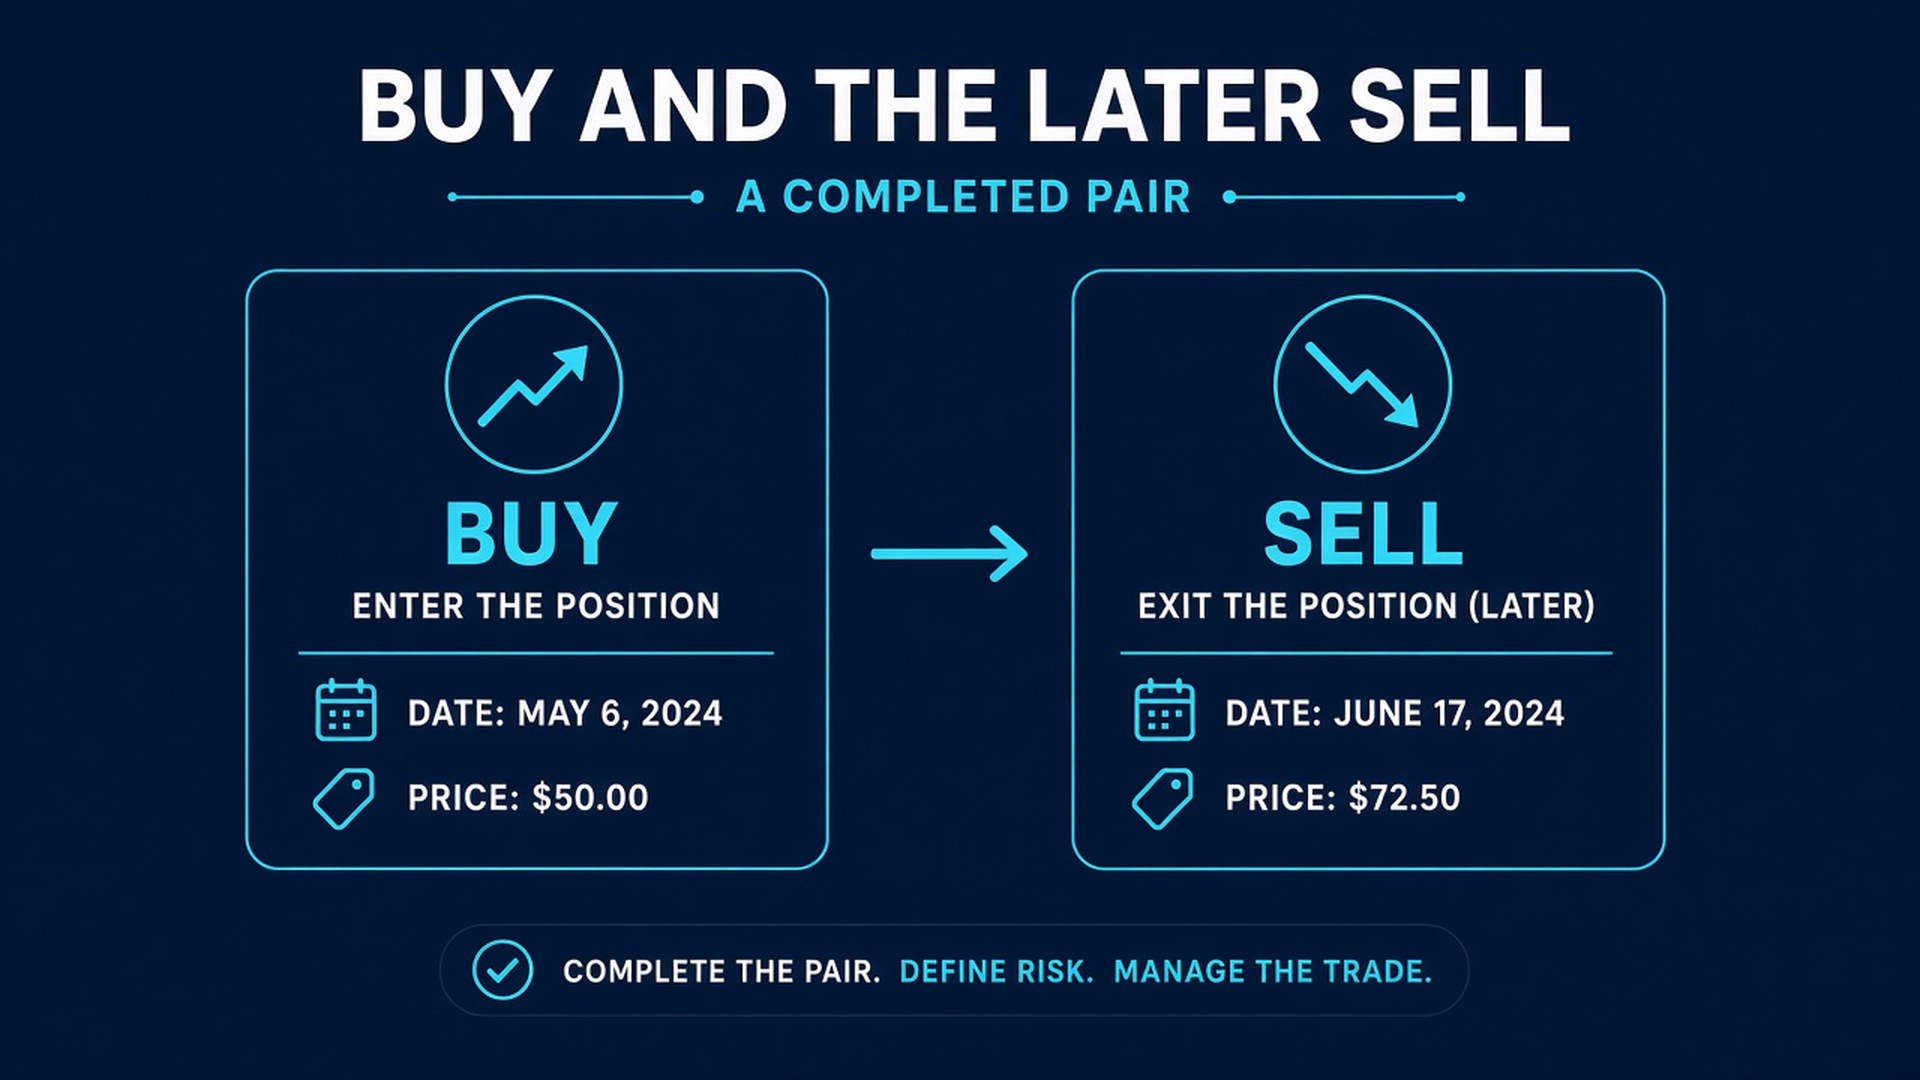 BUY AND THE LATER SELL
A COMPLETED PAIR
BUY
ENTER THE POSITION
DATE: MAY 6, 2024
PRICE: $50.00
SELL
EXIT THE POSITION (LATER)
DATE: JUNE 17, 2024
PRICE: $72.50
COMPLETE THE PAIR. DEFINE RISK. MANAGE THE TRADE.